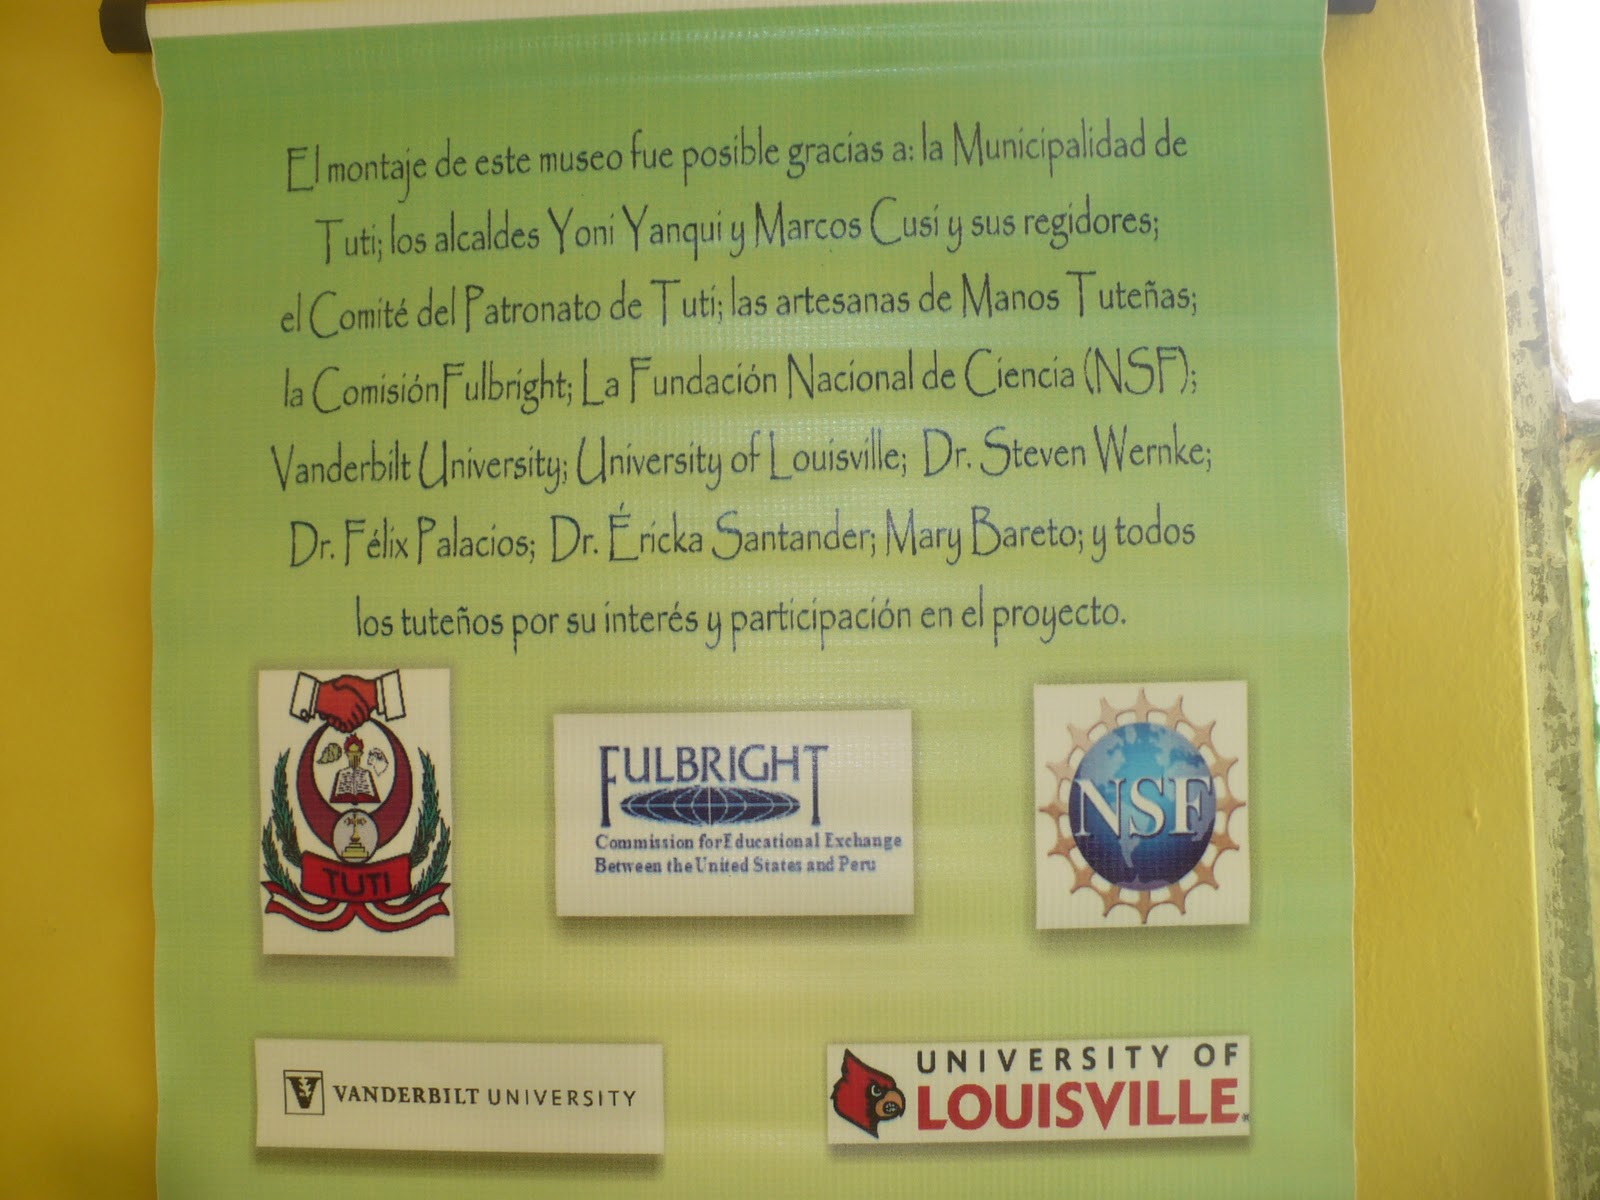 El montaje de este museo fue posible gracias a: la Municipalidad de
Tuti; los alcaldes Yoni Yanqui y Marcos Cusi y sus regidores;
el Comité del Patronato de Tuti; las artesanas de Manos Tuteñas;
la ComisiónFulbright; La Fundación Nacional de Ciencia (NSF);
Vanderbilt University; University of Louisville; Dr. Steven Wernke;
Dr. Félix Palacios; Dr. Éricka Santander; Mary Bareto; y todos
los tuteños por su interés y participación en el proyecto.
TUTI
FULBRIGHT
Commission for Educational Exchange
Between the United States and Peru
NSF
V VANDERBILT UNIVERSITY
UNIVERSITY OF
LOUISVILLE